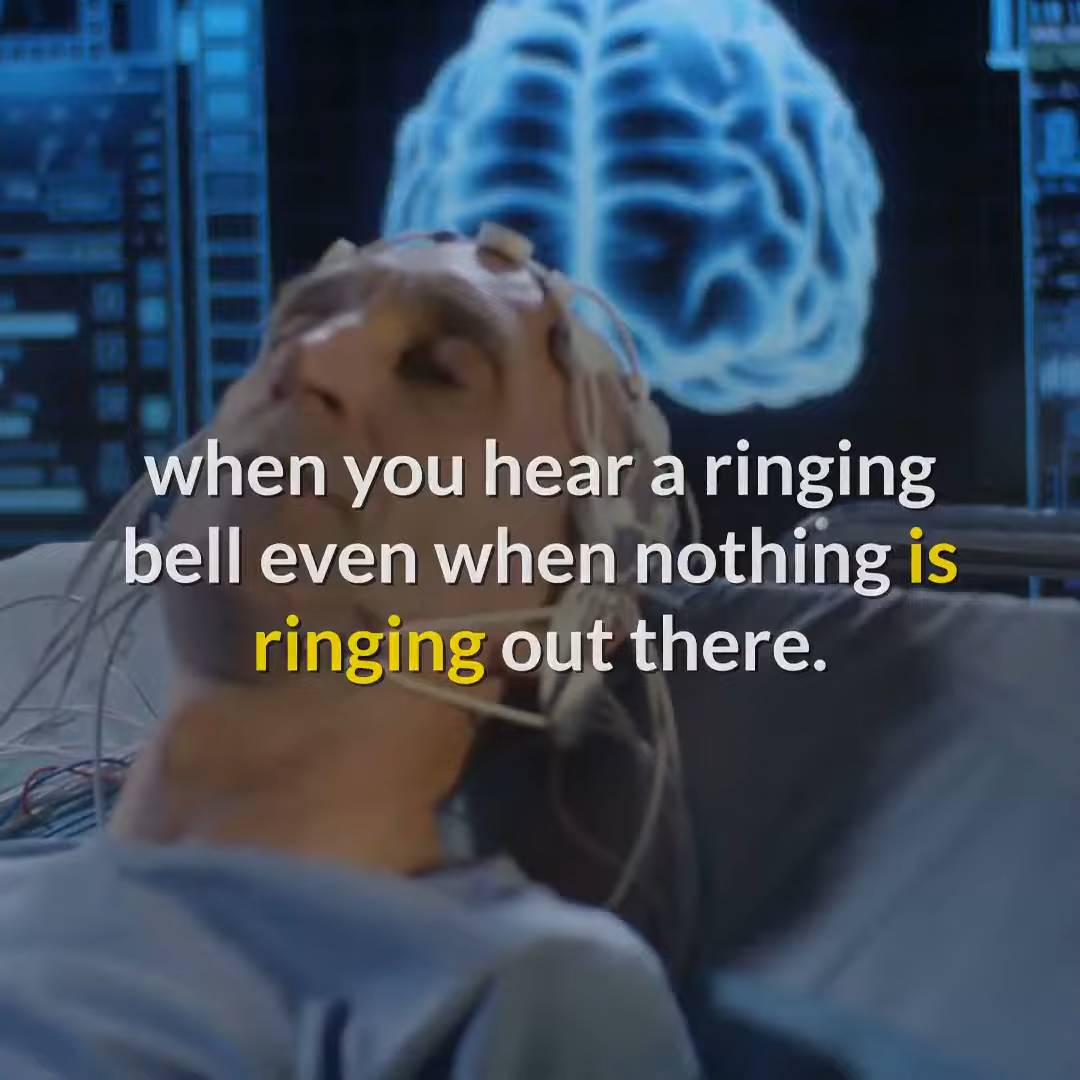 when you hear a ringing
bell even when nothing is
ringing out there.